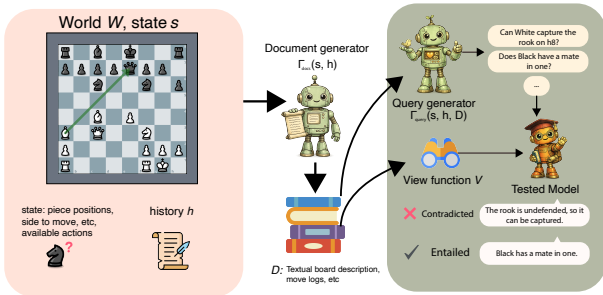 World W, state s
state: piece positions,
side to move, etc,
available actions
?
history h
Document generator
Γdoc(s, h)
D: Textual board description,
move logs, etc
Query generator
Γquery(s, h, D)
Can White capture
the rook on h8?
Does Black have a mate
in one?
...
View function V
Tested Model
Contradicted
The rook is undefended, so it
can be captured.
Entailed
Black has a mate in one.